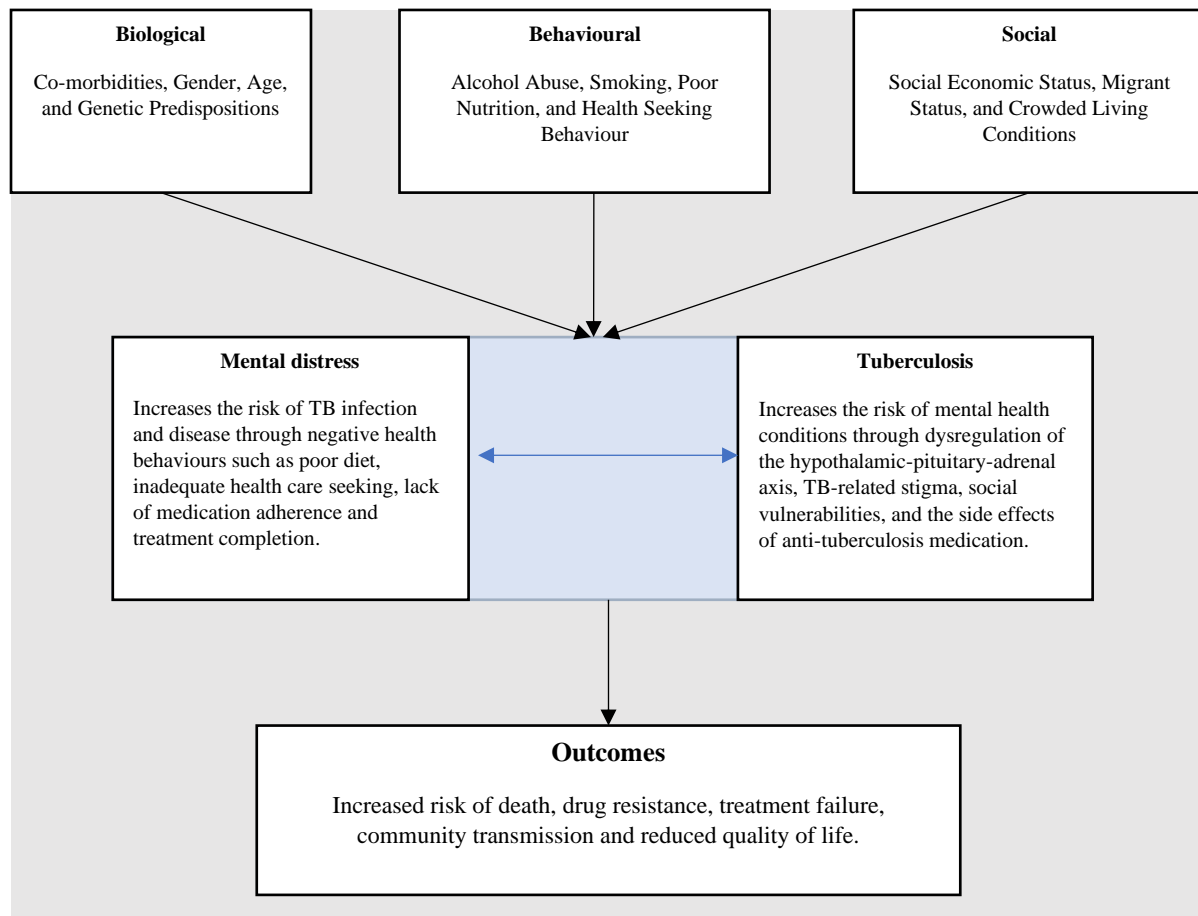 Biological
Co-morbidities, Gender, Age,
and Genetic Predispositions
Behavioural
Alcohol Abuse, Smoking, Poor
Nutrition, and Health Seeking
Behaviour
Social
Social Economic Status, Migrant
Status, and Crowded Living
Conditions
Mental distress
Increases the risk of TB infection
and disease through negative health
behaviours such as poor diet,
inadequate health care seeking, lack
of medication adherence and
treatment completion.
Tuberculosis
Increases the risk of mental health
conditions through dysregulation of
the hypothalamic-pituitary-adrenal
axis, TB-related stigma, social
vulnerabilities, and the side effects
of anti-tuberculosis medication.
Outcomes
Increased risk of death, drug resistance, treatment failure,
community transmission and reduced quality of life.